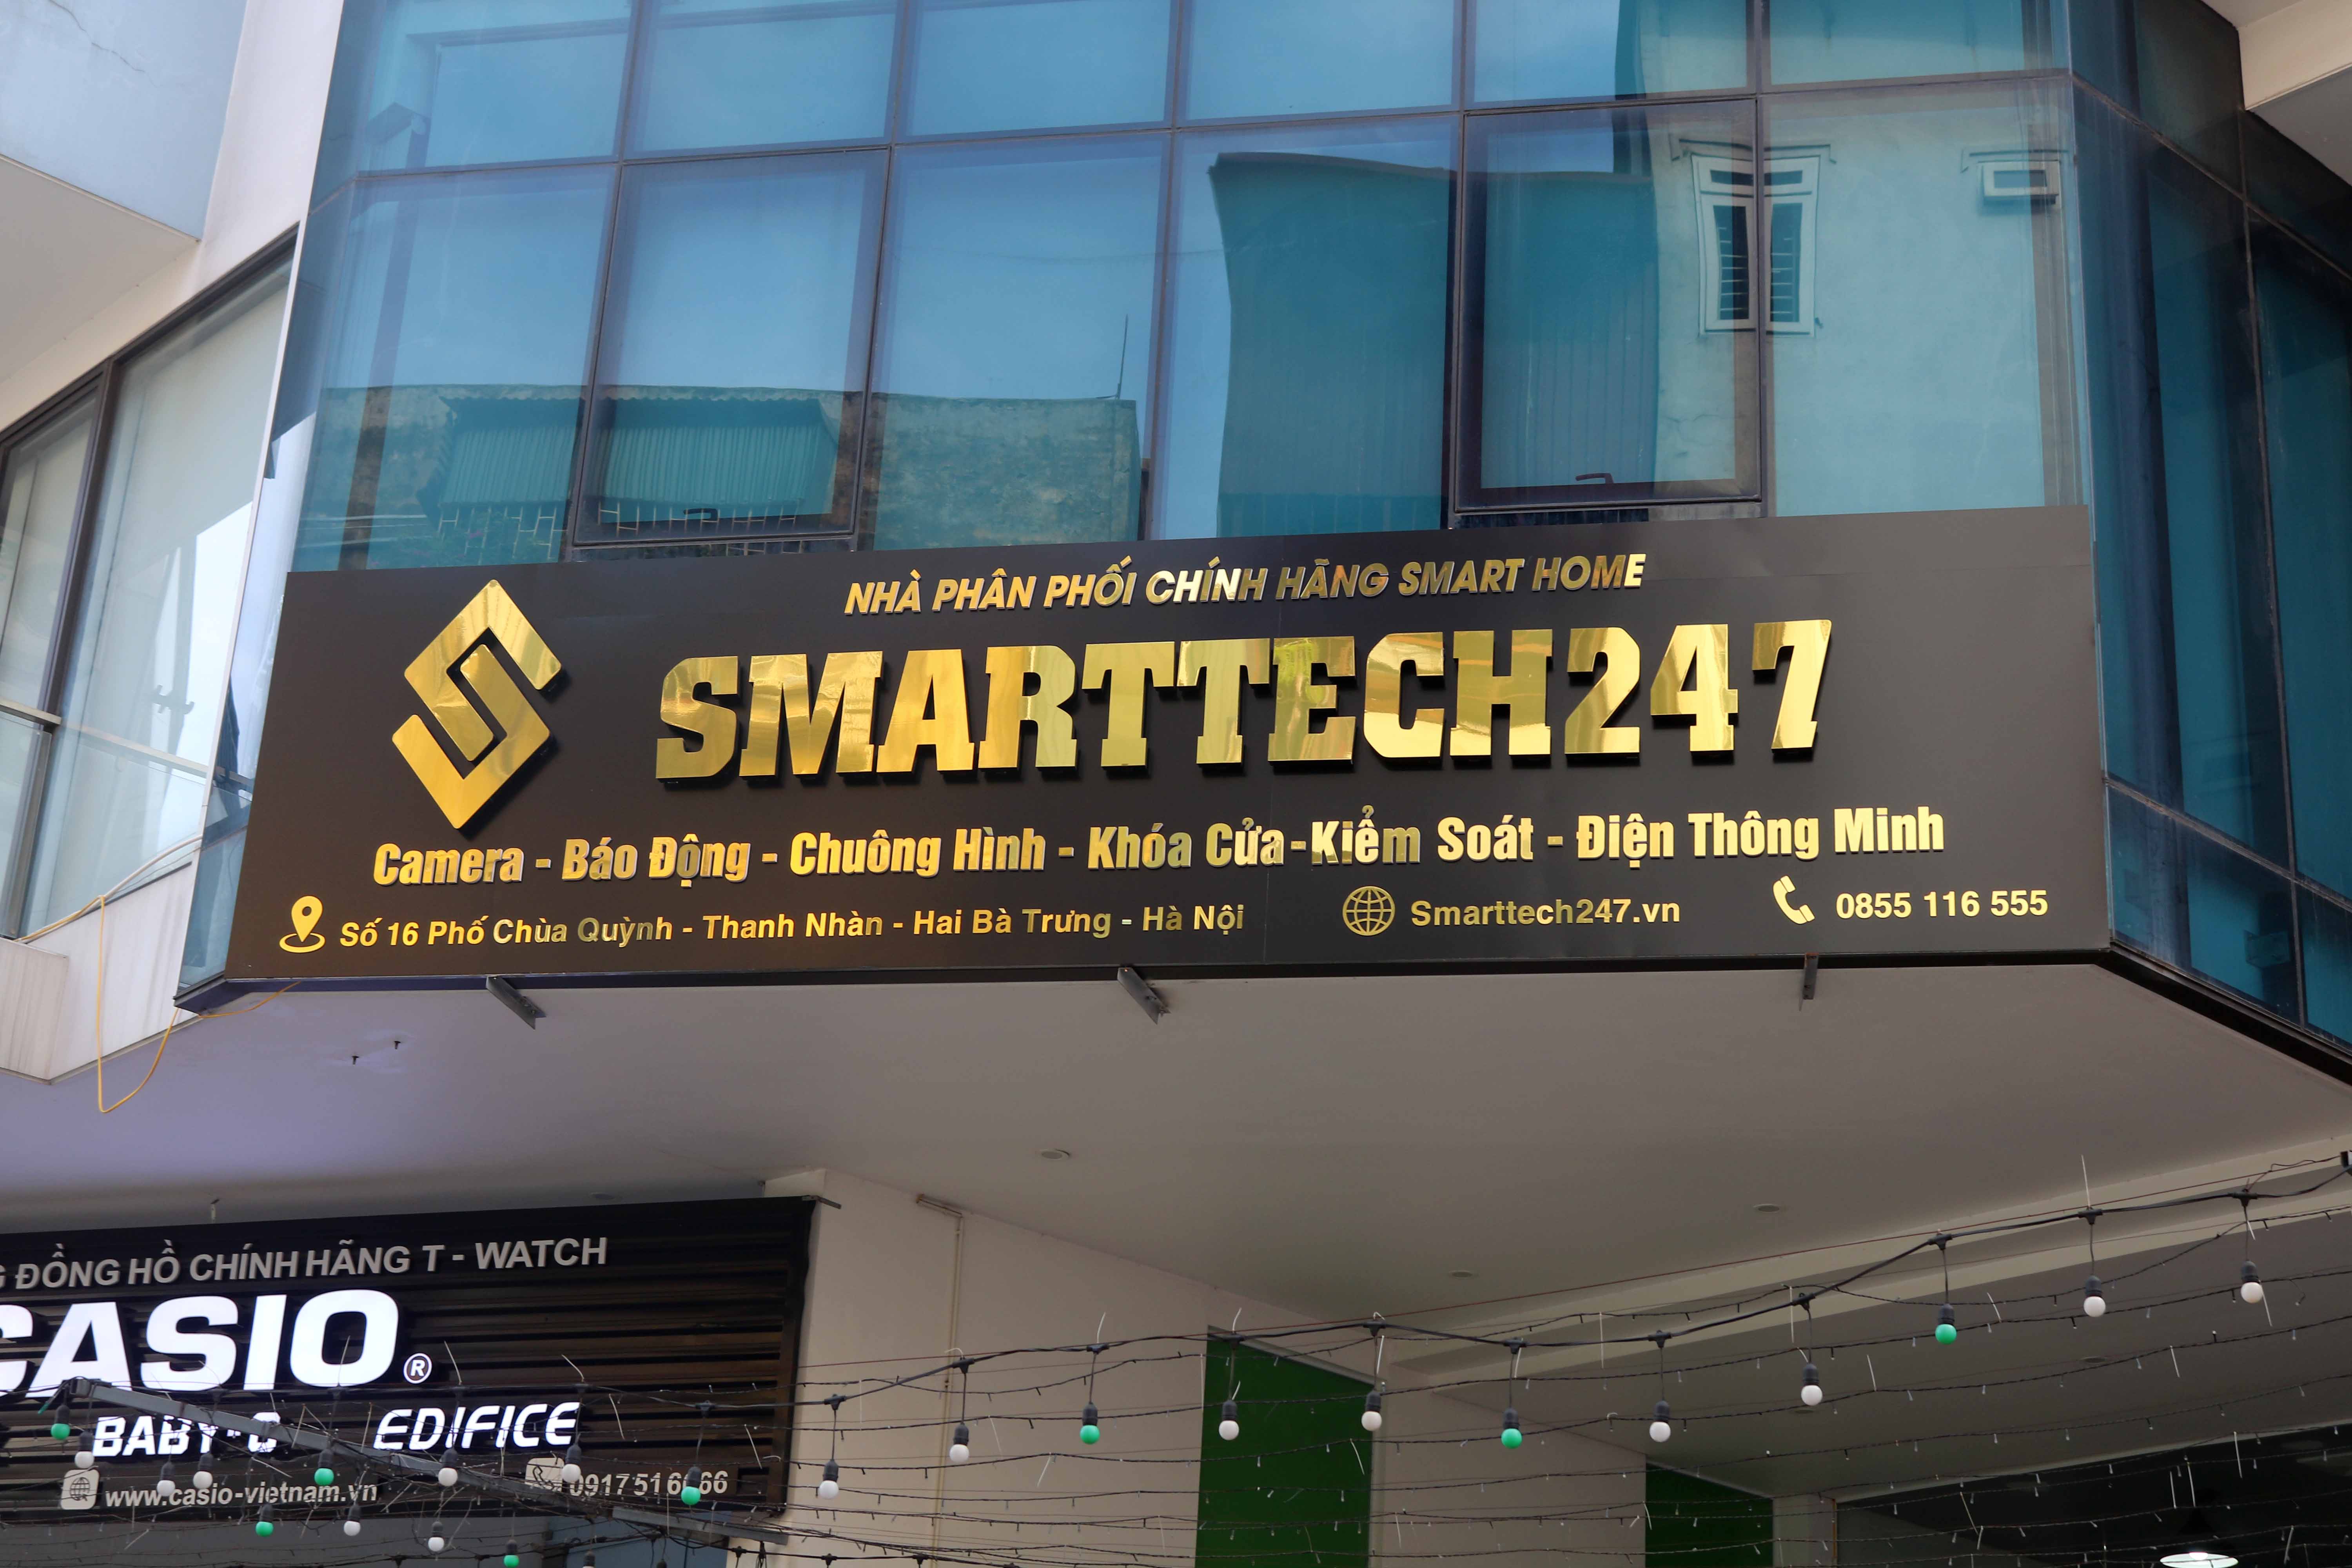 NHÀ PHÂN PHỐI CHÍNH HÃNG SMART HOME
SMARTTECH247
Camera - Báo Động - Chuông Hình - Khóa Cửa-Kiểm Soát - Điện Thông Minh
Số 16 Phố Chùa Quỳnh - Thanh Nhàn - Hai Bà Trưng - Hà Nội
Smarttech247.vn
0855 116 555
ĐỒNG HỒ CHÍNH HÃNG T - WATCH
CASIO®
BABY-G EDIFICE
www.casio-vietnam.vn